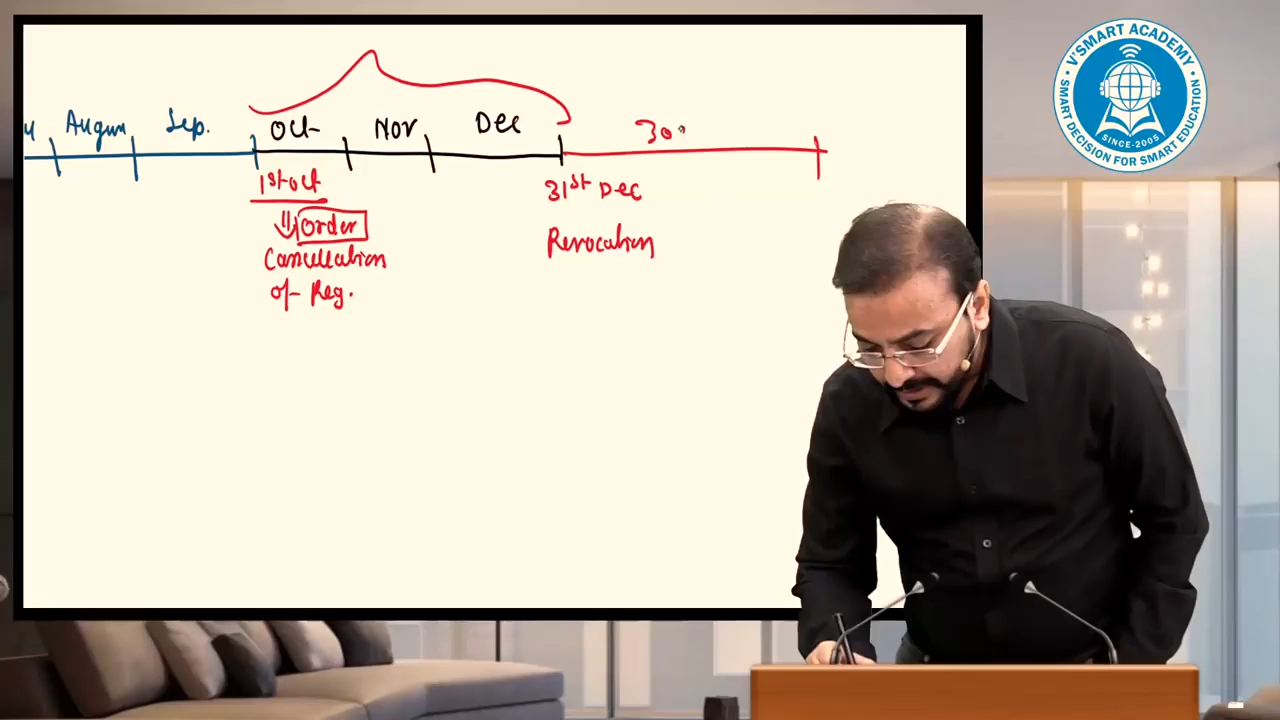 Sep.
Oct
Nov
Dec
30
1st Oct
31st Dec
order
Revocation
Cancellation
of Reg.
V'SMART ACADEMY
SMART DECISION FOR SMART EDUCATION
SINCE-2005